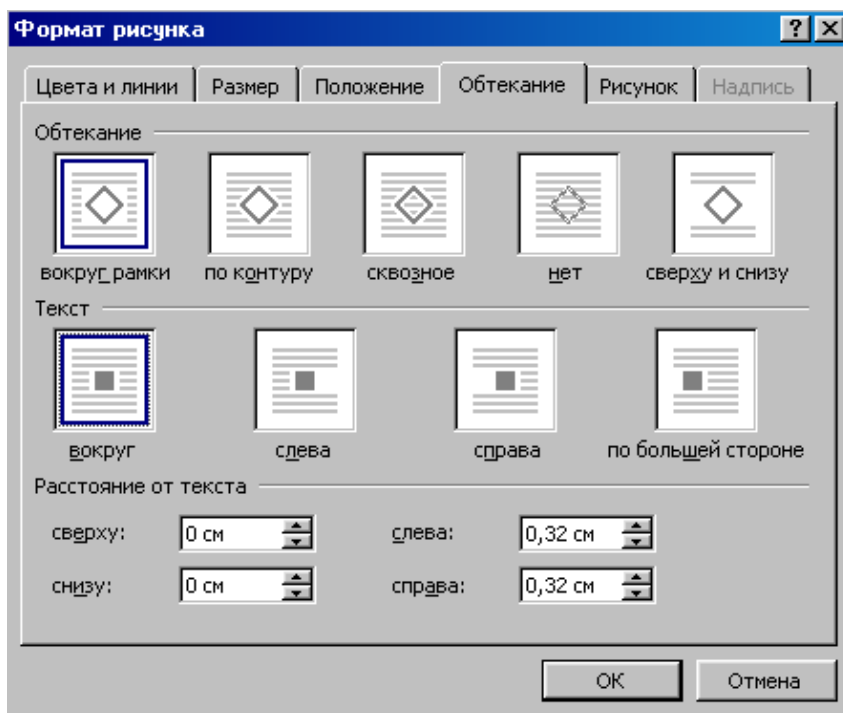 Формат рисунка
Цвета и линии Размер Положение Обтекание Рисунок Надпись
Обтекание
вокруг рамки по контуру сквозное нет сверху и снизу
Текст
вокруг слева справа по большей стороне
Расстояние от текста
сверху: 0 см слева: 0,32 см
снизу: 0 см справа: 0,32 см
ОК Отмена